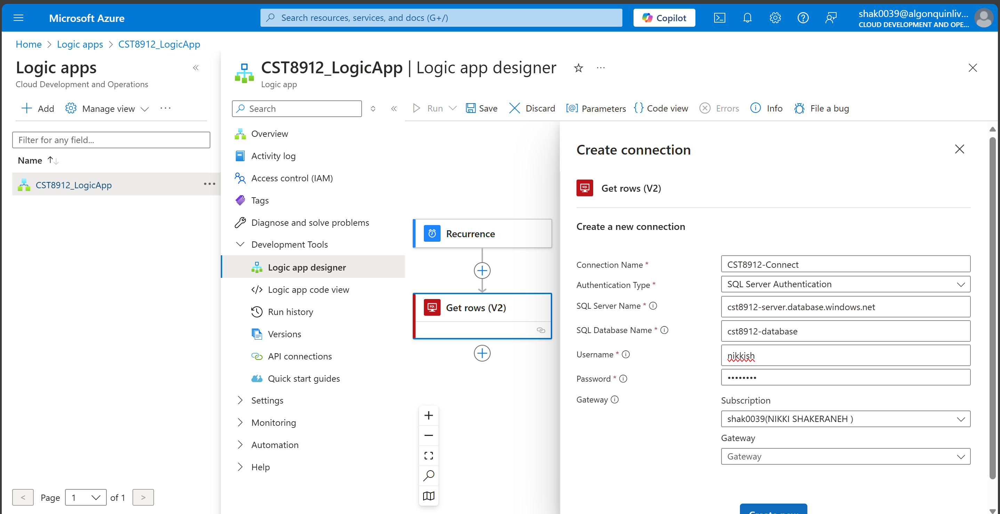 Microsoft Azure
Search resources, services, and docs (G+/)
Copilot
shak0039@algonquinliv...
CLOUD DEVELOPMENT AND OPE...
Home > Logic apps > CST8912_LogicApp
Logic apps
Cloud Development and Operations
Add
Manage view
Filter for any field...
Name
CST8912_LogicApp
< Page 1 of 1 >
CST8912_LogicApp | Logic app designer
Logic app
Search
Overview
Activity log
Access control (IAM)
Tags
Diagnose and solve problems
Development Tools
Logic app designer
Logic app code view
Run history
Versions
API connections
Quick start guides
Settings
Monitoring
Automation
Help
Run
Save
Discard
Parameters
Code view
Errors
Info
File a bug
Recurrence
SQL
Get rows (V2)
Create connection
SQL
Get rows (V2)
Create a new connection
Connection Name *
CST8912-Connect
Authentication Type *
SQL Server Authentication
SQL Server Name *
cst8912-server.database.windows.net
SQL Database Name *
cst8912-database
Username *
nikkish
Password *
••••••••
Gateway
Subscription
shak0039(NIKKI SHAKERANEH )
Gateway
Gateway
Create new